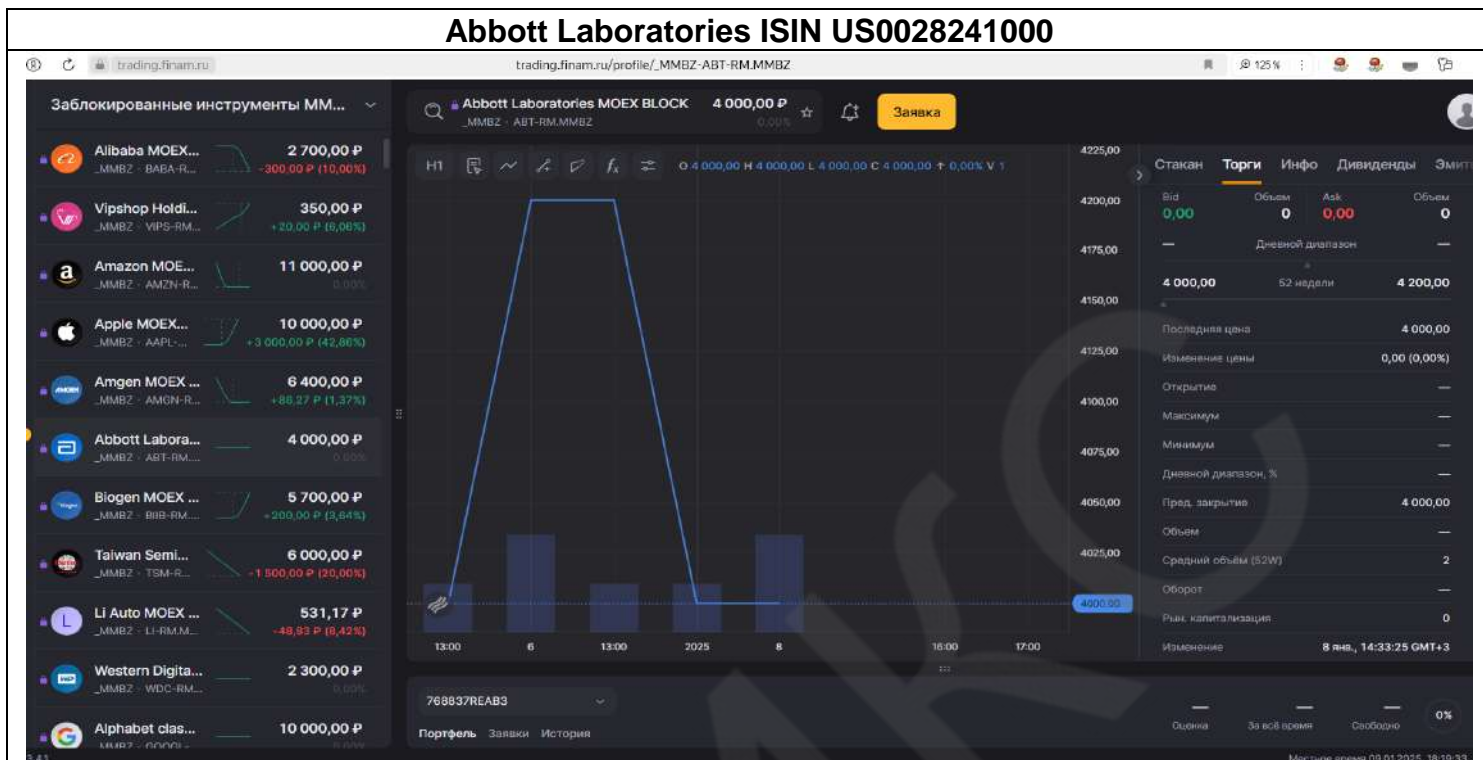 Abbott Laboratories ISIN US0028241000
trading.finam.ru
trading.finam.ru/profile/_MMBZ-ABT-RM.MMBZ
125 %
Заблокированные инструменты MM...
Alibaba MOEX... 2 700,00 ₽
_MMBZ · BABA-R... -300,00 ₽ (10,00%)
Vipshop Holdi... 350,00 ₽
_MMBZ · VIPS-RM... +20,00 ₽ (6,06%)
Amazon MOE... 11 000,00 ₽
_MMBZ · AMZN-R... 0,00%
Apple MOEX... 10 000,00 ₽
_MMBZ · AAPL-... +3 000,00 ₽ (42,86%)
Amgen MOEX ... 6 400,00 ₽
_MMBZ · AMGN-R... +86,27 ₽ (1,37%)
Abbott Labora... 4 000,00 ₽
_MMBZ · ABT-RM.... 0,00%
Biogen MOEX ... 5 700,00 ₽
_MMBZ · BIIB-RM.... +200,00 ₽ (3,64%)
Taiwan Semi... 6 000,00 ₽
_MMBZ · TSM-R... -1 500,00 ₽ (20,00%)
Li Auto MOEX ... 531,17 ₽
_MMBZ · LI-RM.M... -48,83 ₽ (8,42%)
Western Digita... 2 300,00 ₽
_MMBZ · WDC-RM... 0,00%
Alphabet clas... 10 000,00 ₽
Abbott Laboratories MOEX BLOCK 4 000,00 ₽
_MMBZ · ABT-RM.MMBZ 0,00%
Заявка
H1
O 4 000,00 H 4 000,00 L 4 000,00 C 4 000,00 ↑ 0,00% V 1
4225,00
4200,00
4175,00
4150,00
4125,00
4100,00
4075,00
4050,00
4025,00
4000,00
13:00 6 13:00 2025 8 16:00 17:00
768837REAB3
Портфель Заявки История
Стакан Торги Инфо Дивиденды Эмит
Bid Объем Ask Объем
0,00 0 0,00 0
— Дневной диапазон —
4 000,00 52 недели 4 200,00
Последняя цена 4 000,00
Изменение цены 0,00 (0,00%)
Открытие —
Максимум —
Минимум —
Дневной диапазон, % —
Пред. закрытие 4 000,00
Объем —
Средний объём (52W) 2
Оборот —
Рын. капитализация 0
Изменение 8 янв., 14:33:25 GMT+3
— — — 0%
Оценка За всё время Свободно
Местное время 09.01.2025, 18:19:33